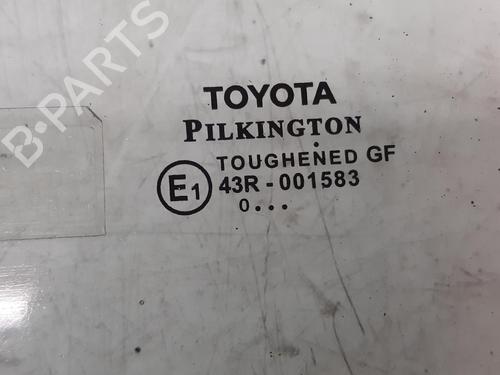 B-PARTS
TOYOTA
PILKINGTON
TOUGHENED GF
E1 43R-001583
0...